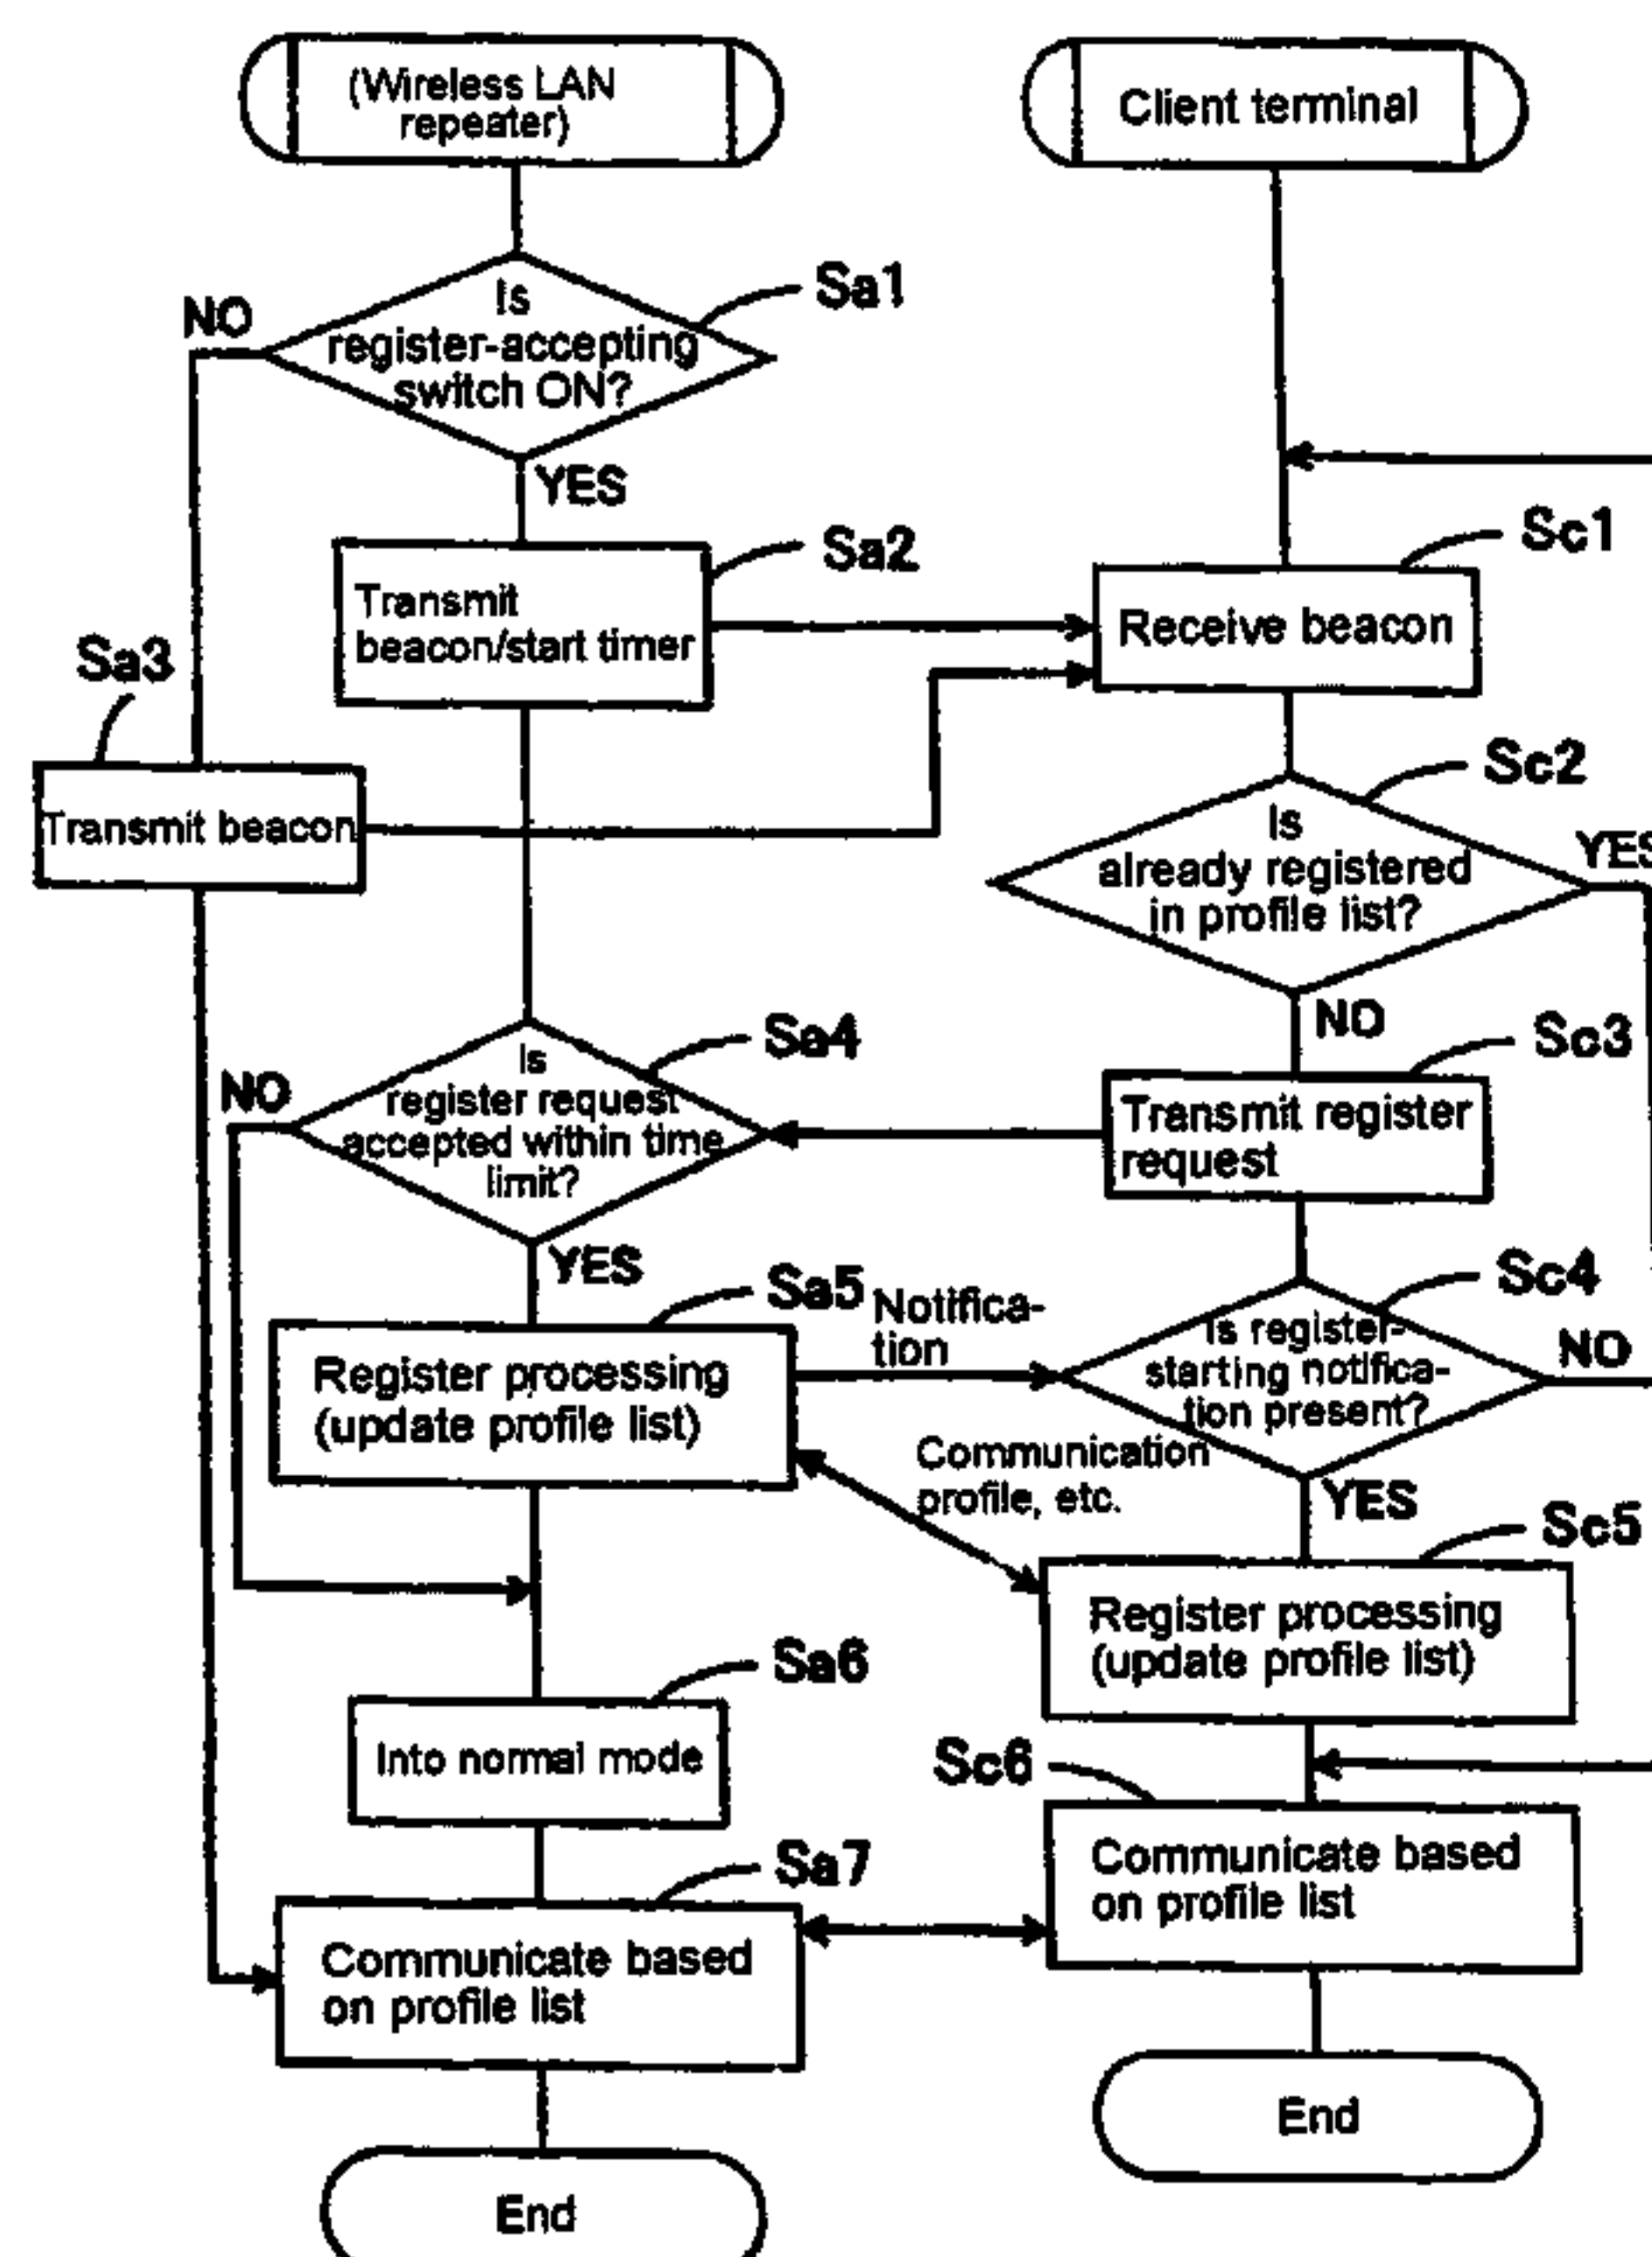 (Wireless LAN
repeater)
Client terminal
Is
register-accepting
switch ON?
Sa1
NO
YES
Transmit
beacon/start timer
Sa2
Receive beacon
Sc1
Sa3
Transmit beacon
Is
already registered
in profile list?
Sc2
YES
NO
Is
register request
accepted within time
limit?
Sa4
NO
YES
Transmit register
request
Sc3
Register processing
(update profile list)
Sa5
Notifica-
tion
Is register-
starting notifica-
tion present?
Sc4
NO
YES
Communication
profile, etc.
Register processing
(update profile list)
Sc5
Into normal mode
Sa6
Sc6
Communicate based
on profile list
Sa7
Communicate based
on profile list
End
End